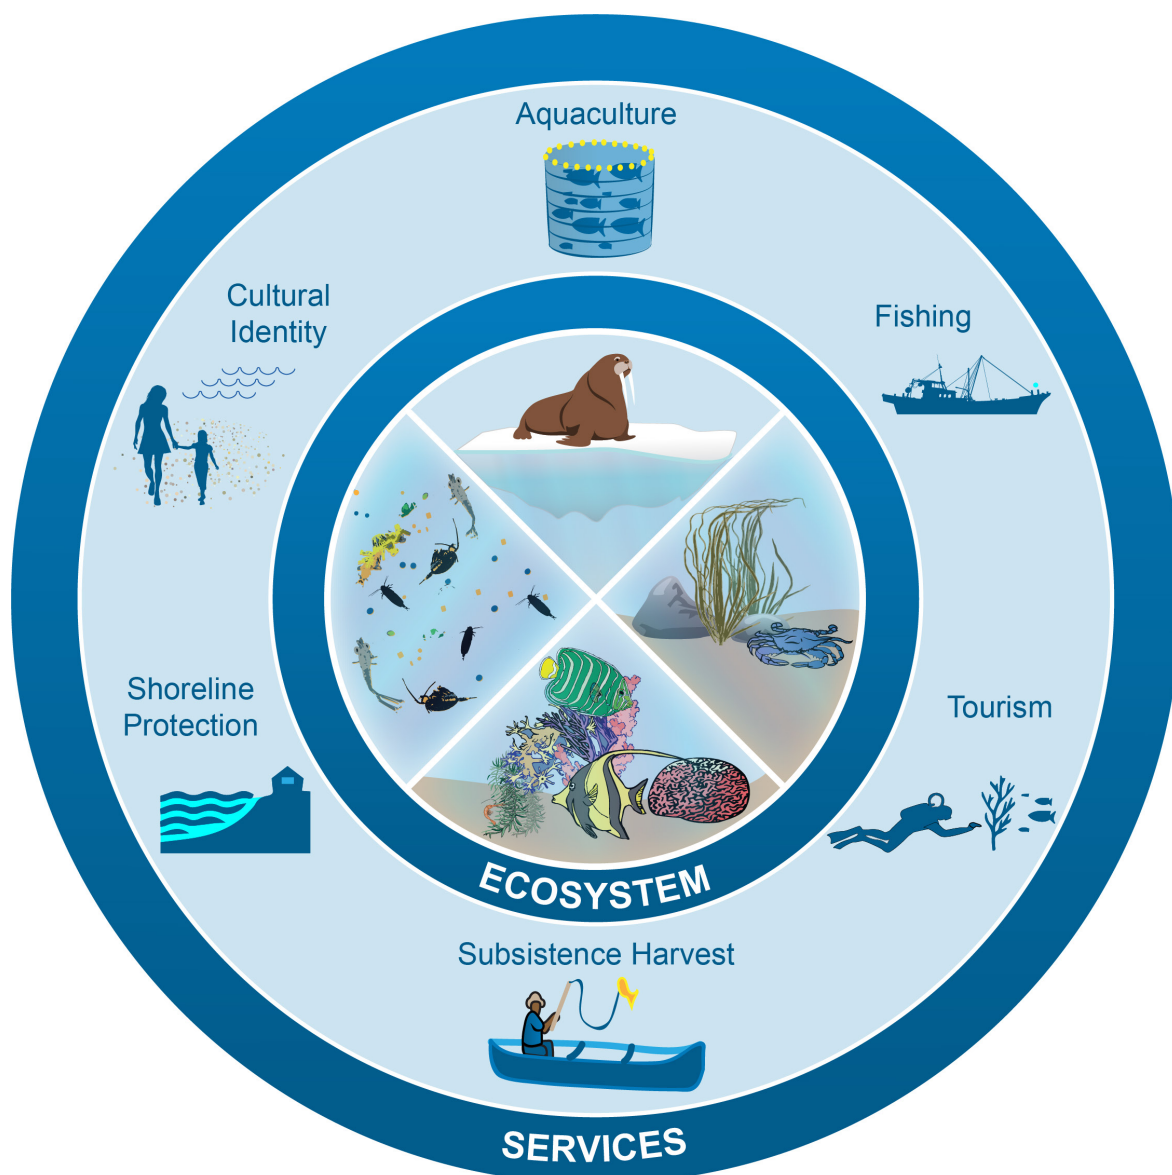 Aquaculture
Cultural
Identity
Fishing
Shoreline
Protection
Tourism
ECOSYSTEM
Subsistence Harvest
SERVICES